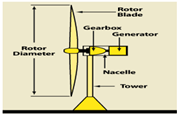 Rotor
Blade
Gearbox
Rotor
Diameter
Generator
Nacelle
Tower